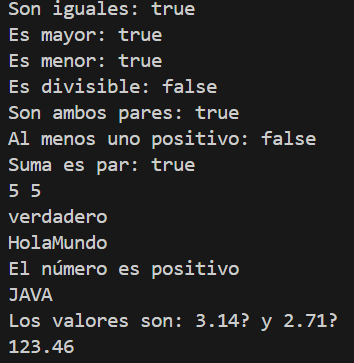 Son iguales: true
Es mayor: true
Es menor: true
Es divisible: false
Son ambos pares: true
Al menos uno positivo: false
Suma es par: true
5 5
verdadero
HolaMundo
El número es positivo
JAVA
Los valores son: 3.14? y 2.71?
123.46